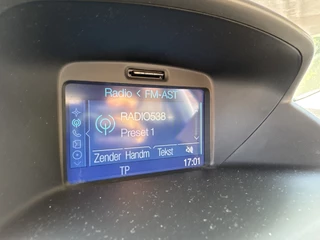 Radio < FM-AST
RADIO538
Preset 1
Zender Handm Tekst
TP 17:01